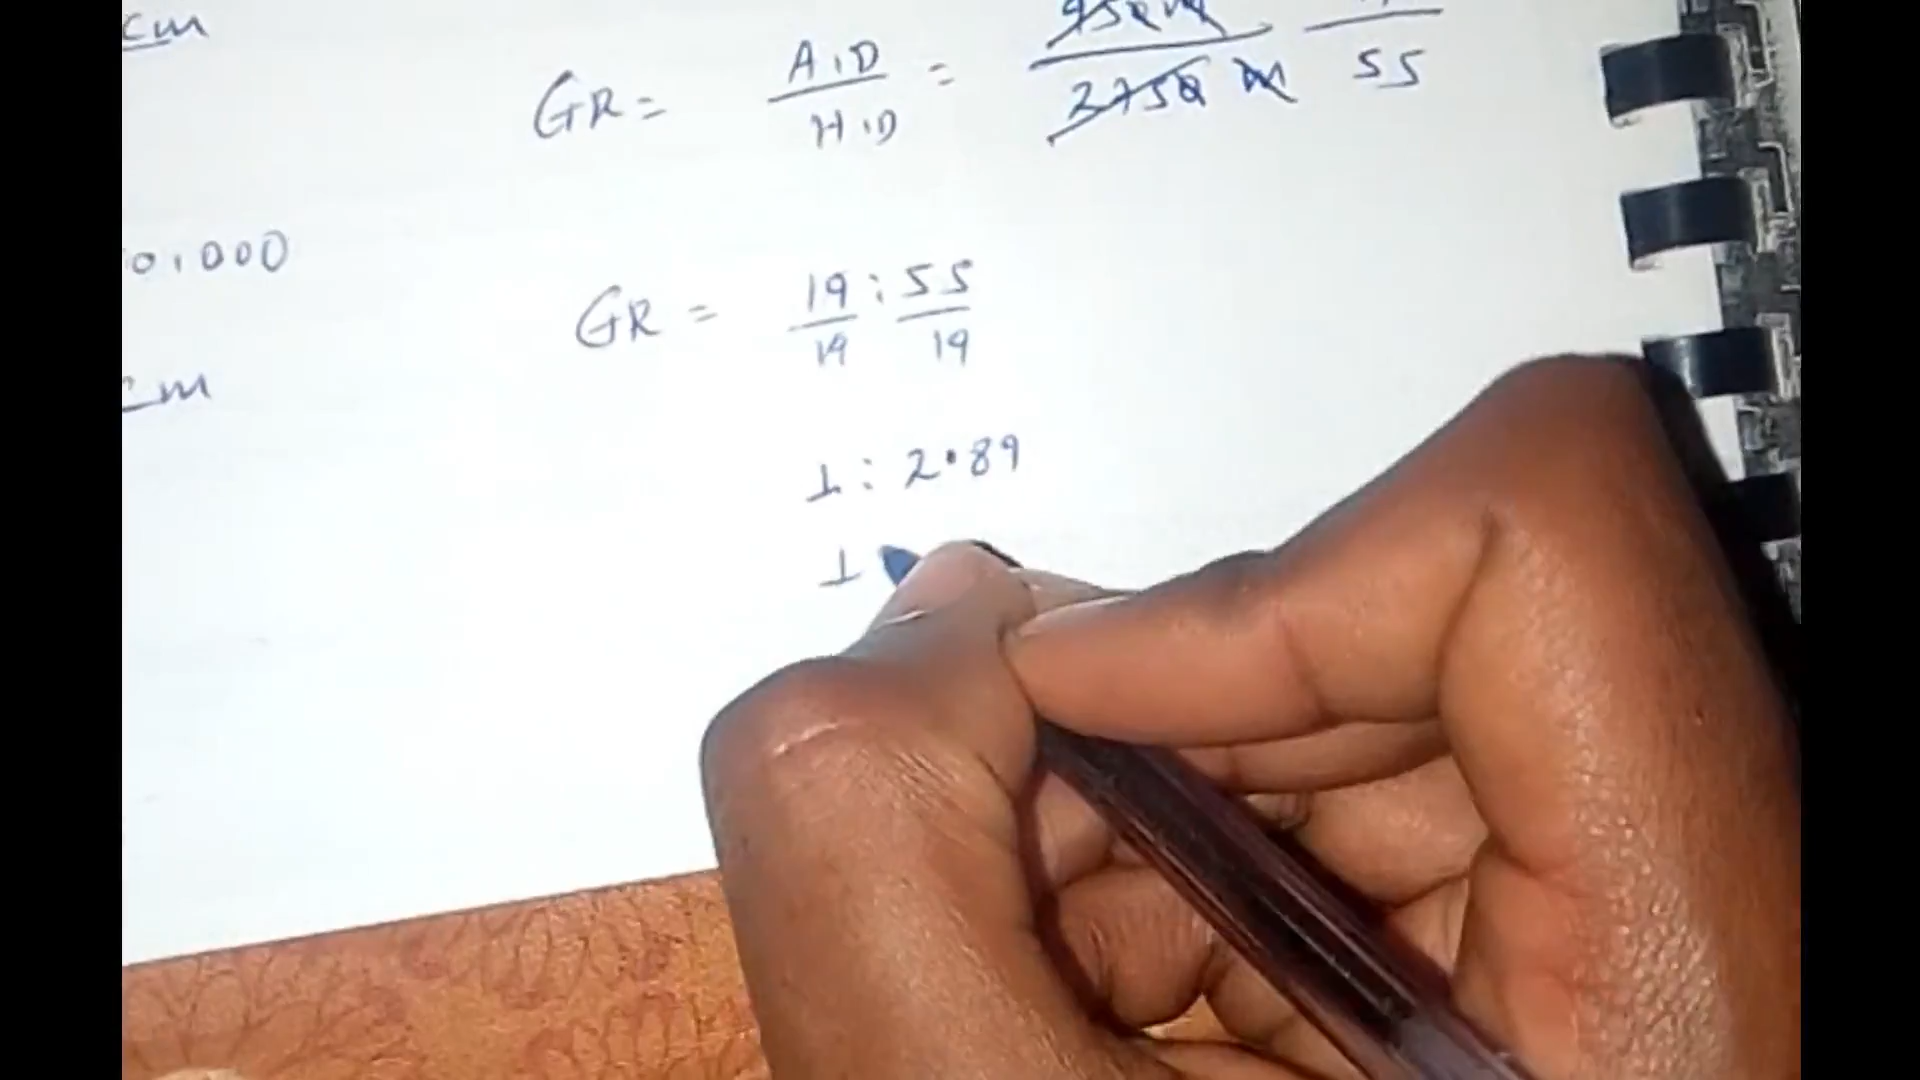 cm
GR = A.D / H.D = 950 m / 2750 m / 55
0,000
GR = 19/19 : 55/19
cm
1 : 2.89
1